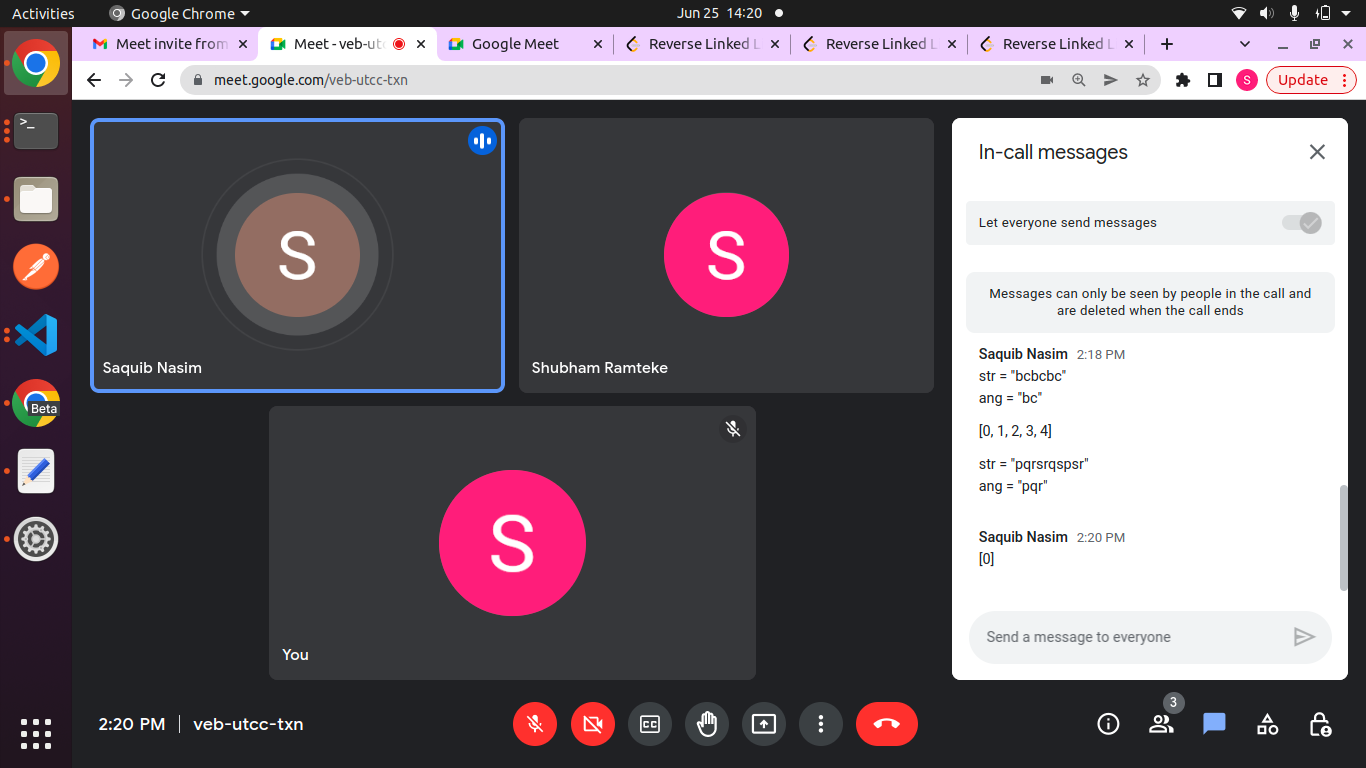 Activities
Google Chrome
Jun 25 14:20
Meet invite from
Meet - veb-utc
Google Meet
Reverse Linked L
Reverse Linked L
Reverse Linked L
meet.google.com/veb-utcc-txn
S
Update
>_
Beta
S
Saquib Nasim
S
Shubham Ramteke
S
You
In-call messages
Let everyone send messages
Messages can only be seen by people in the call and
are deleted when the call ends
Saquib Nasim 2:18 PM
str = "bcbcbc"
ang = "bc"
[0, 1, 2, 3, 4]
str = "pqrsrqspsr"
ang = "pqr"
Saquib Nasim 2:20 PM
[0]
Send a message to everyone
2:20 PM | veb-utcc-txn
CC
3